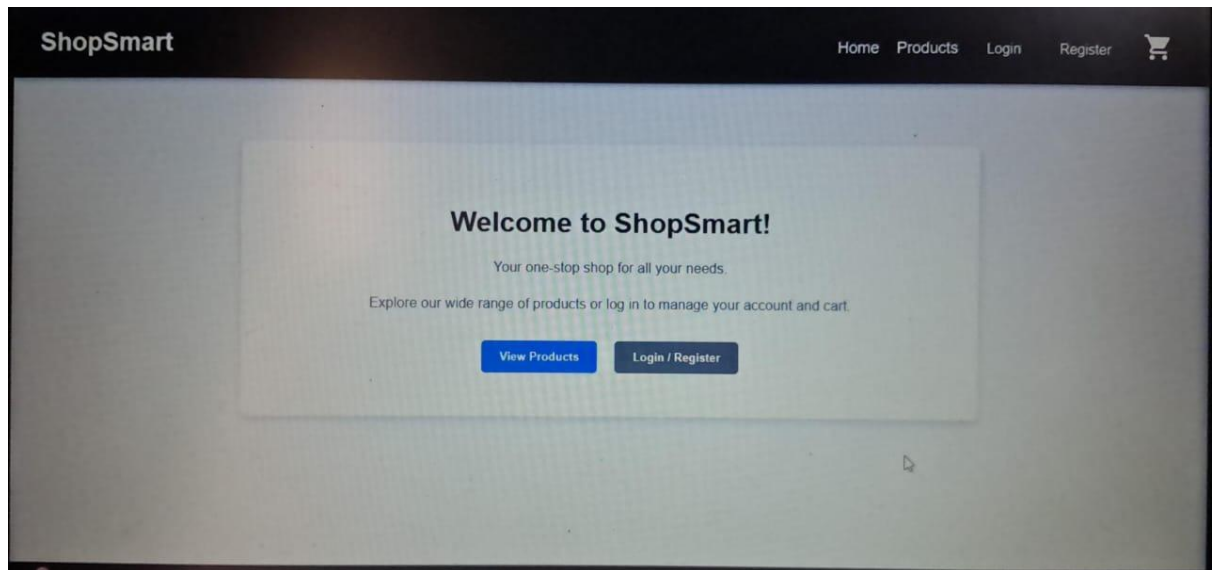 ShopSmart
Home Products Login Register
Welcome to ShopSmart!
Your one-stop shop for all your needs.
Explore our wide range of products or log in to manage your account and cart.
View Products Login / Register